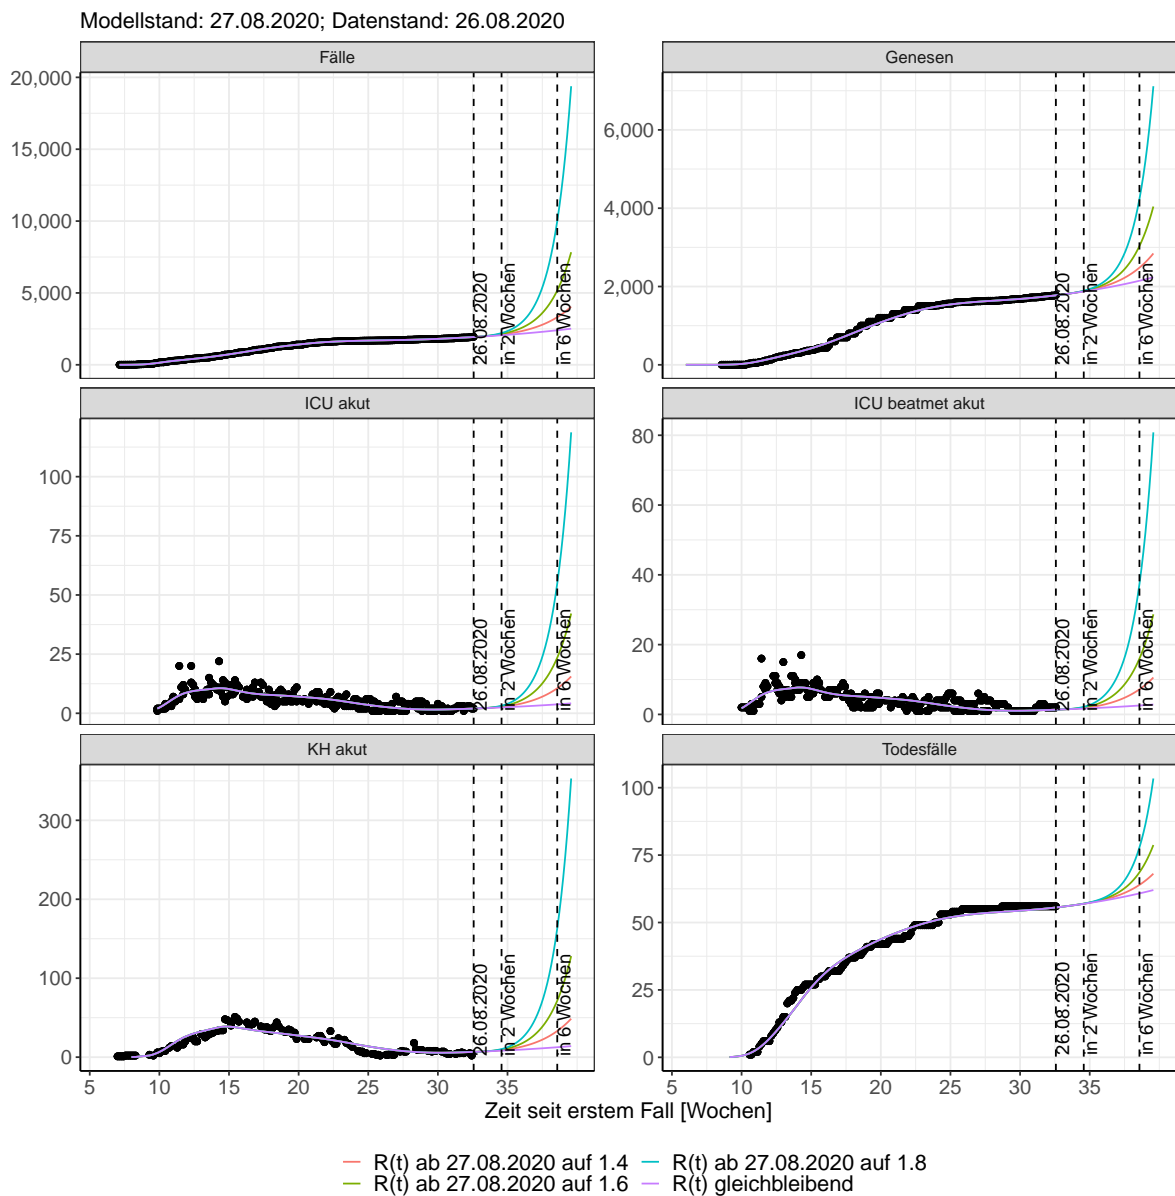 Modellstand: 27.08.2020; Datenstand: 26.08.2020
Fälle
Genesen
20,000
15,000
10,000
5,000
0
26.08.2020
in 2 Wochen
in 6 Wochen
6,000
4,000
2,000
0
26.08.2020
in 2 Wochen
in 6 Wochen
ICU akut
ICU beatmet akut
100
75
50
25
0
26.08.2020
in 2 Wochen
in 6 Wochen
80
60
40
20
0
26.08.2020
in 2 Wochen
in 6 Wochen
KH akut
Todesfälle
300
200
100
0
26.08.2020
in 2 Wochen
in 6 Wochen
100
75
50
25
0
26.08.2020
in 2 Wochen
in 6 Wochen
5 10 15 20 25 30 35
5 10 15 20 25 30 35
Zeit seit erstem Fall [Wochen]
R(t) ab 27.08.2020 auf 1.4
R(t) ab 27.08.2020 auf 1.8
R(t) ab 27.08.2020 auf 1.6
R(t) gleichbleibend